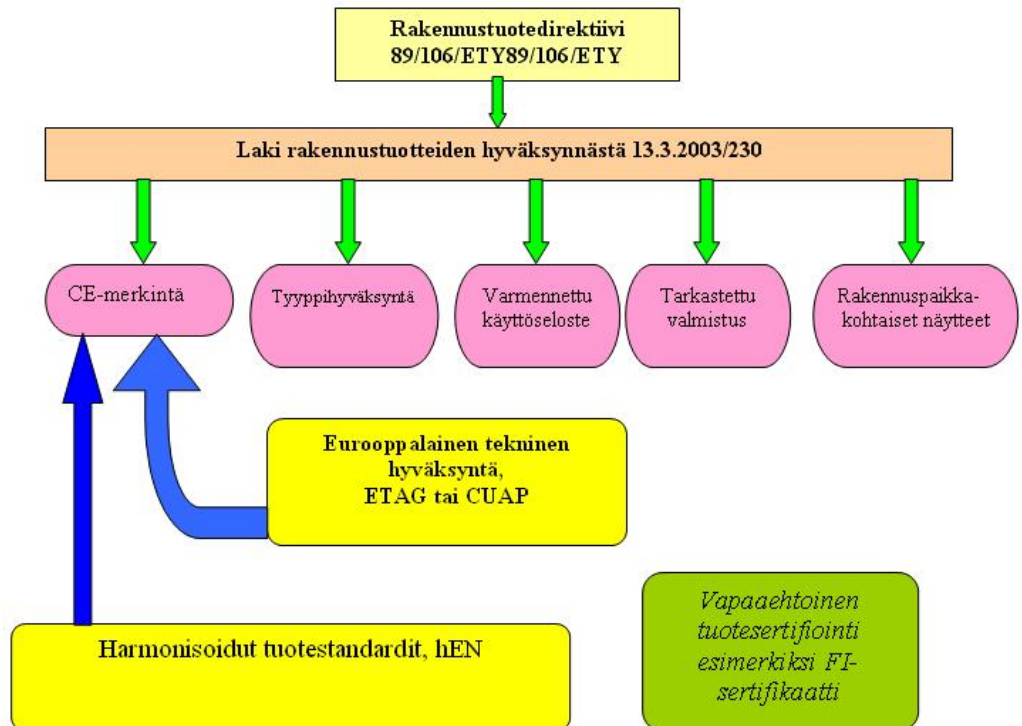 Rakennustuotedirektiivi
89/106/ETY89/106/ETY
Laki rakennustuotteiden hyväksynnästä 13.3.2003/230
CE-merkintä
Tyyppihyväksyntä
Varmennettu
käyttöseloste
Tarkastettu
valmistus
Rakennuspaikka-
kohtaiset näytteet
Eurooppalainen tekninen
hyväksyntä,
ETAG tai CUAP
Harmonisoidut tuotestandardit, hEN
Vapaaehtoinen
tuotesertifiointi
esimerkiksi FI-
sertifikaatti